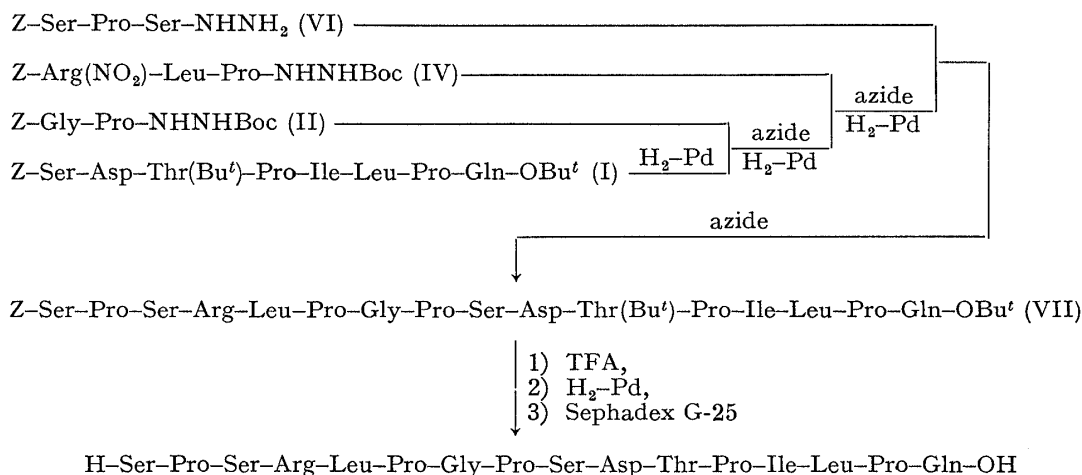 Z–Ser–Pro–Ser–NHNH₂ (VI)
Z–Arg(NO₂)–Leu–Pro–NHNHBoc (IV)
azide
H₂–Pd
Z–Gly–Pro–NHNHBoc (II)
azide
H₂–Pd
H₂–Pd
Z–Ser–Asp–Thr(Buᵗ)–Pro–Ile–Leu–Pro–Gln–OBuᵗ (I)
azide
Z–Ser–Pro–Ser–Arg–Leu–Pro–Gly–Pro–Ser–Asp–Thr(Buᵗ)–Pro–Ile–Leu–Pro–Gln–OBuᵗ (VII)
1) TFA,
2) H₂–Pd,
3) Sephadex G-25
H–Ser–Pro–Ser–Arg–Leu–Pro–Gly–Pro–Ser–Asp–Thr–Pro–Ile–Leu–Pro–Gln–OH